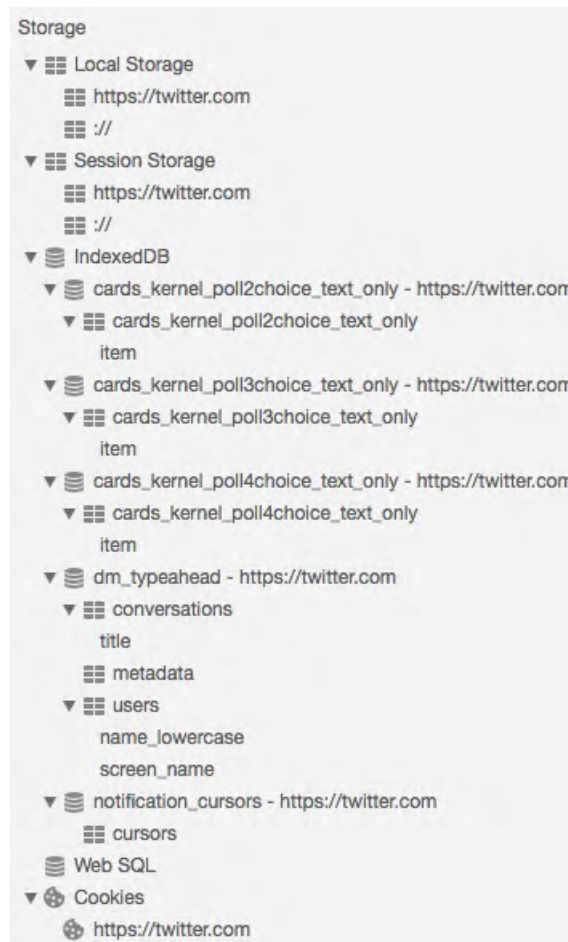 Storage
Local Storage
https://twitter.com
://
Session Storage
https://twitter.com
://
IndexedDB
cards_kernel_poll2choice_text_only - https://twitter.com
cards_kernel_poll2choice_text_only
item
cards_kernel_poll3choice_text_only - https://twitter.com
cards_kernel_poll3choice_text_only
item
cards_kernel_poll4choice_text_only - https://twitter.com
cards_kernel_poll4choice_text_only
item
dm_typeahead - https://twitter.com
conversations
title
metadata
users
name_lowercase
screen_name
notification_cursors - https://twitter.com
cursors
Web SQL
Cookies
https://twitter.com